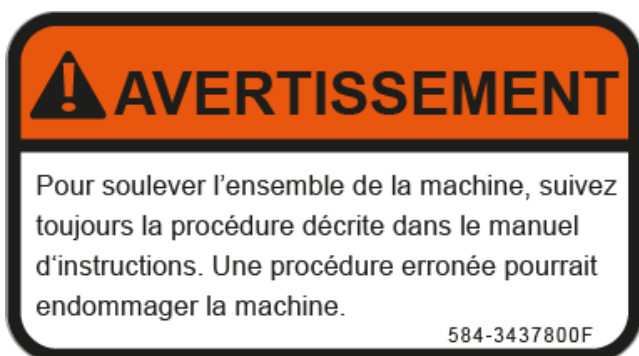 AVERTISSEMENT
Pour soulever l’ensemble de la machine, suivez
toujours la procédure décrite dans le manuel
d‘instructions. Une procédure erronée pourrait
endommager la machine.
584-3437800F